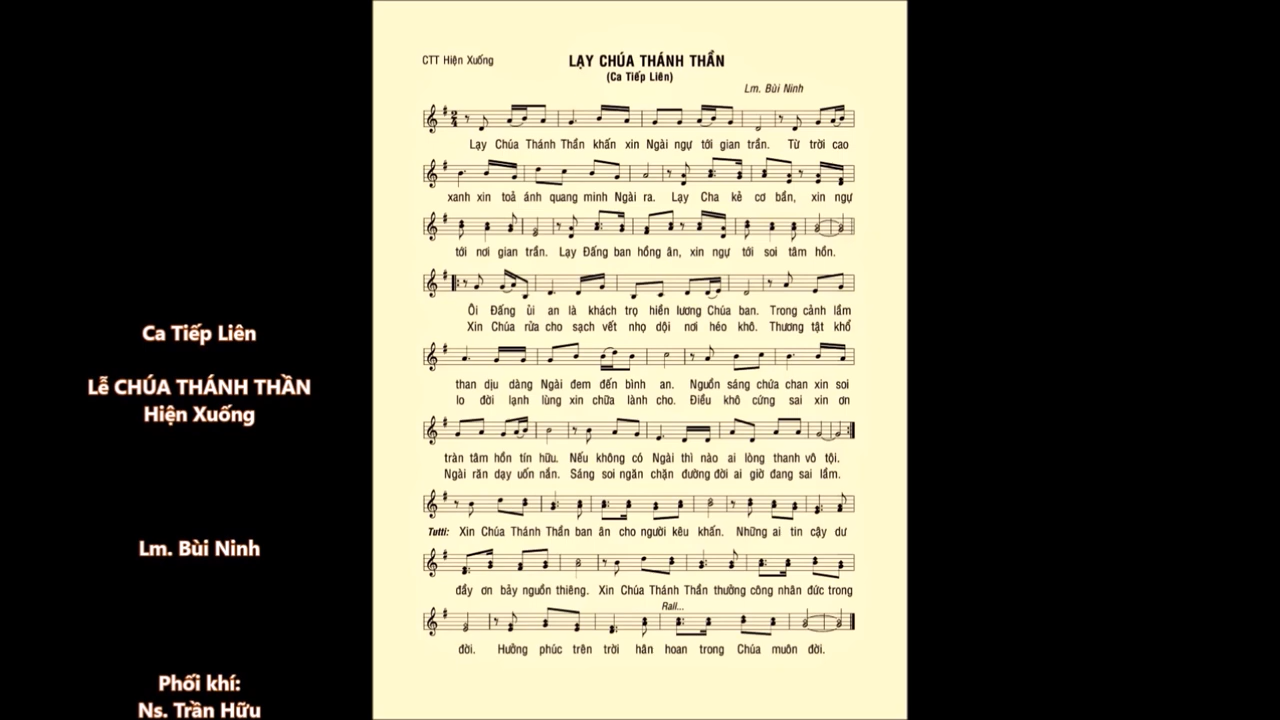 CTT Hiện Xuống
LẠY CHÚA THÁNH THẦN
(Ca Tiếp Liên)
Lm. Bùi Ninh
2
4
Lạy Chúa Thánh Thần khấn xin Ngài ngự tới gian trần. Từ trời cao
xanh xin toả ánh quang minh Ngài ra. Lạy Cha kẻ cơ bần, xin ngự
tới nơi gian trần. Lạy Đấng ban hồng ân, xin ngự tới soi tâm hồn.
Ôi Đấng ủi an là khách trọ hiền lương Chúa ban. Trong cảnh lầm
Xin Chúa rửa cho sạch vết nhọ dội nơi héo khô. Thương tật khổ
than dịu dàng Ngài đem đến bình an. Nguồn sáng chứa chan xin soi
lo đời lạnh lùng xin chữa lành cho. Điều khô cứng sai xin ơn
tràn tâm hồn tín hữu. Nếu không có Ngài thì nào ai lòng thanh vô tội.
Ngài răn dạy uốn nắn. Sáng soi ngăn chặn đường đời ai giờ đang sai lầm.
Tutti: Xin Chúa Thánh Thần ban ân cho người kêu khấn. Những ai tin cậy dư
đầy ơn bảy nguồn thiêng. Xin Chúa Thánh Thần thưởng công nhân đức trong
Rall...
đời. Hưởng phúc trên trời hân hoan trong Chúa muôn đời.
Ca Tiếp Liên
Lễ CHÚA THÁNH THẦN
Hiện Xuống
Lm. Bùi Ninh
Phối khí:
Ns. Trần Hữu